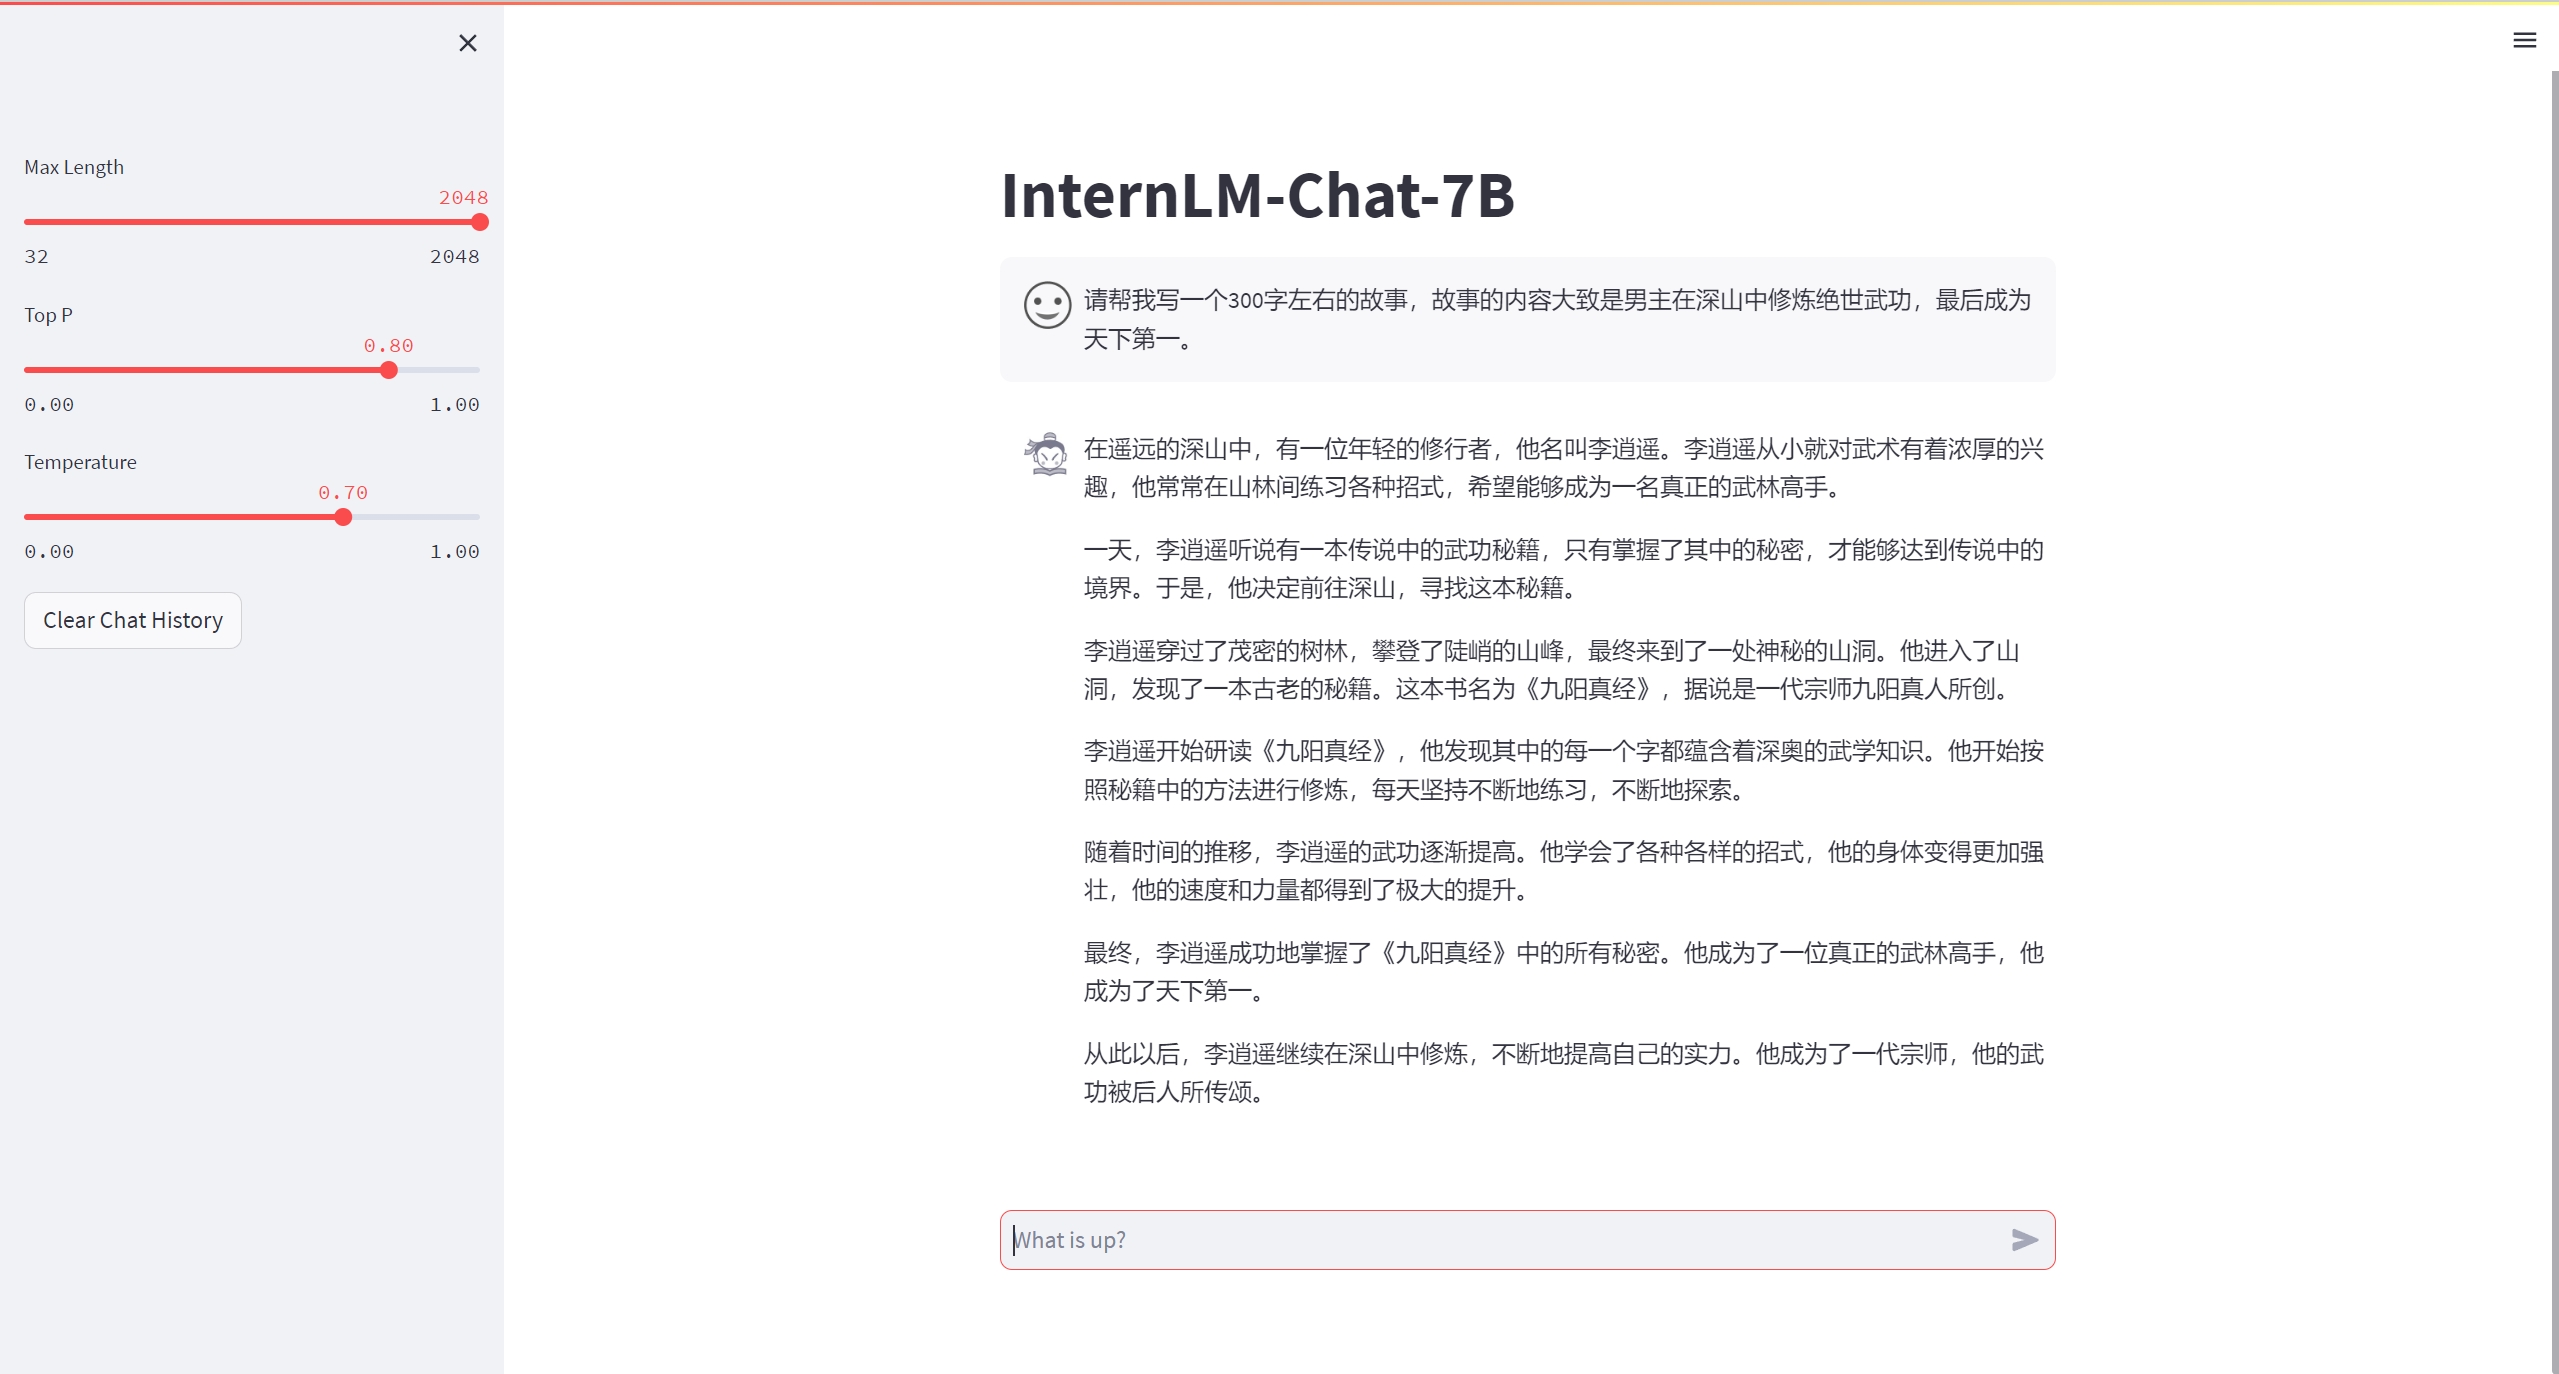 Max Length
2048
32 2048
Top P
0.80
0.00 1.00
Temperature
0.70
0.00 1.00
Clear Chat History
InternLM-Chat-7B
请帮我写一个300字左右的故事，故事的内容大致是男主在深山中修炼绝世武功，最后成为
天下第一。
在遥远的深山中，有一位年轻的修行者，他名叫李逍遥。李逍遥从小就对武术有着浓厚的兴
趣，他常常在山林间练习各种招式，希望能够成为一名真正的武林高手。
一天，李逍遥听说有一本传说中的武功秘籍，只有掌握了其中的秘密，才能够达到传说中的
境界。于是，他决定前往深山，寻找这本秘籍。
李逍遥穿过了茂密的树林，攀登了陡峭的山峰，最终来到了一处神秘的山洞。他进入了山
洞，发现了一本古老的秘籍。这本书名为《九阳真经》，据说是一代宗师九阳真人所创。
李逍遥开始研读《九阳真经》，他发现其中的每一个字都蕴含着深奥的武学知识。他开始按
照秘籍中的方法进行修炼，每天坚持不断地练习，不断地探索。
随着时间的推移，李逍遥的武功逐渐提高。他学会了各种各样的招式，他的身体变得更加强
壮，他的速度和力量都得到了极大的提升。
最终，李逍遥成功地掌握了《九阳真经》中的所有秘密。他成为了一位真正的武林高手，他
成为了天下第一。
从此以后，李逍遥继续在深山中修炼，不断地提高自己的实力。他成为了一代宗师，他的武
功被后人所传颂。
What is up?